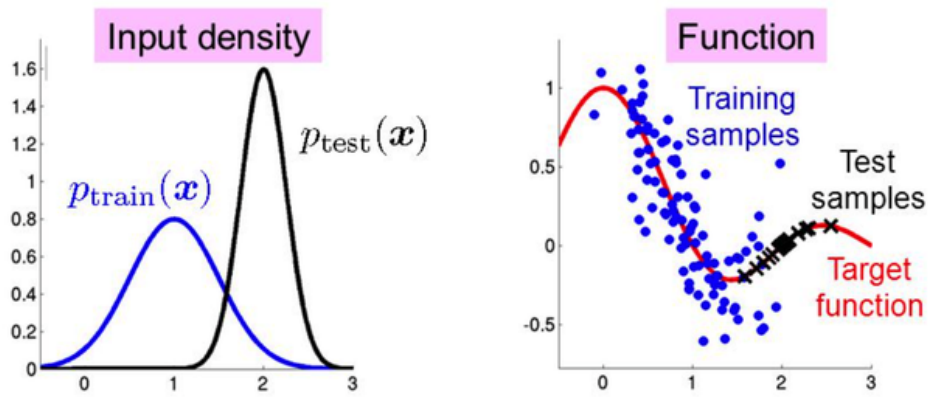 Input density
1.6
1.4
1.2
1
0.8
0.6
0.4
0.2
0
0 1 2 3
p_train(x)
p_test(x)
Function
1
0.5
0
-0.5
0 1 2 3
Training
samples
Test
samples
Target
function